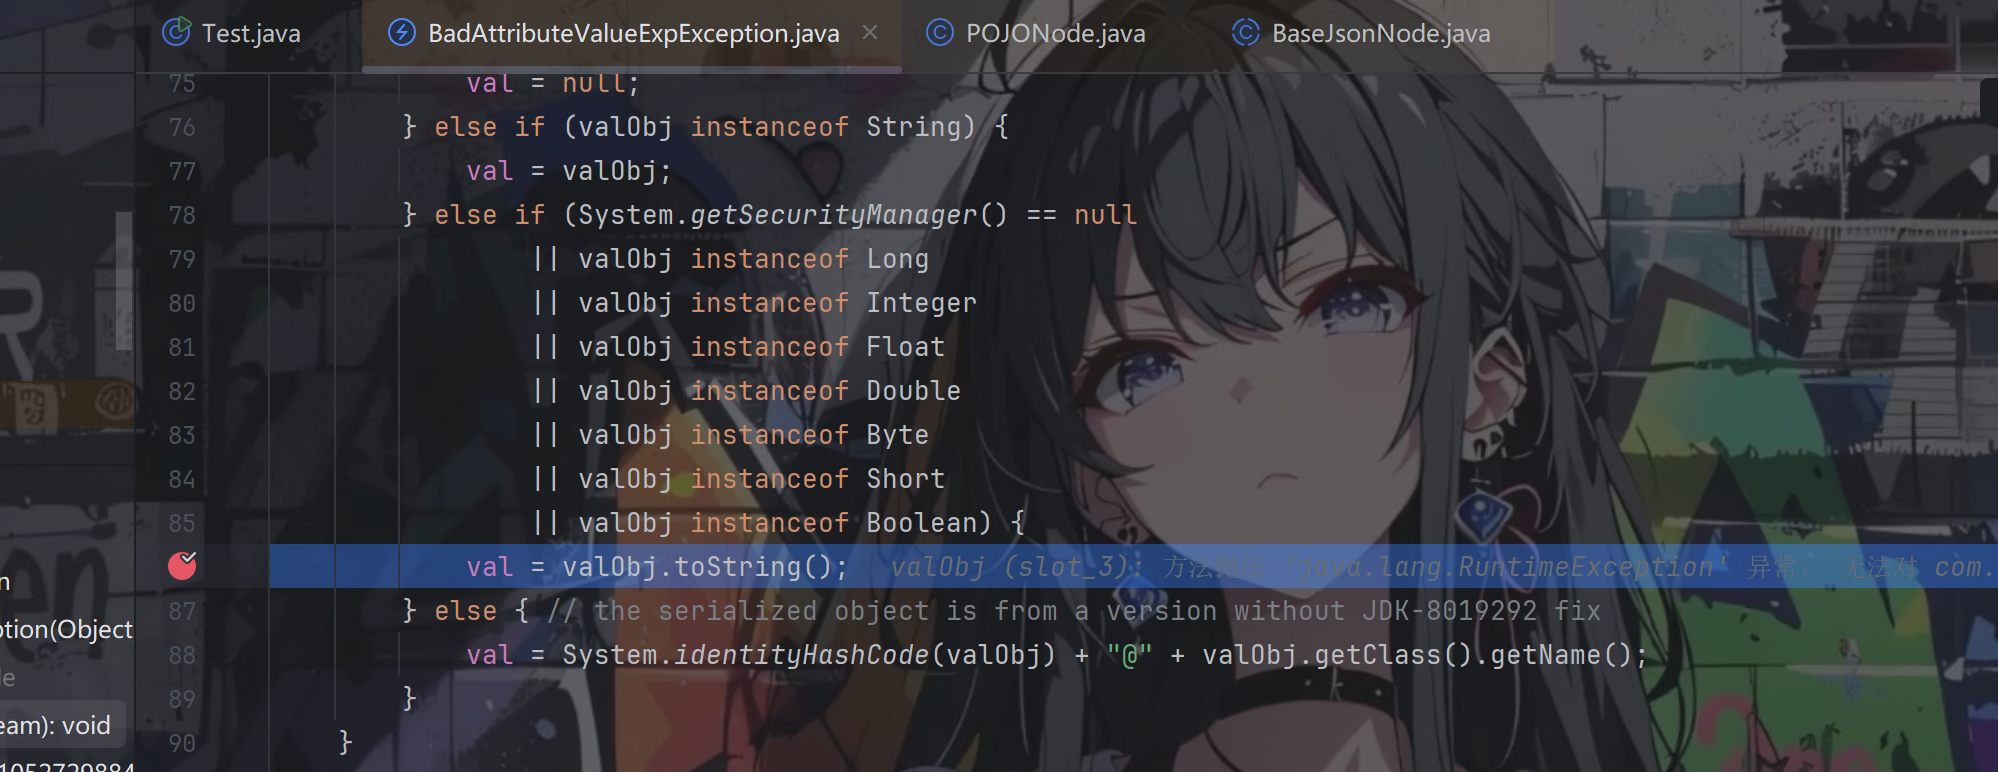 Test.java BadAttributeValueExpException.java POJONode.java BaseJsonNode.java
75 val = null;
76 } else if (valObj instanceof String) {
77 val = valObj;
78 } else if (System.getSecurityManager() == null
79 || valObj instanceof Long
80 || valObj instanceof Integer
81 || valObj instanceof Float
82 || valObj instanceof Double
83 || valObj instanceof Byte
84 || valObj instanceof Short
85 || valObj instanceof Boolean) {
val = valObj.toString(); valObj (slot_3): 方法抛出 'java.lang.RuntimeException' 异常。 无法对 com.
87 } else { // the serialized object is from a version without JDK-8019292 fix
88 val = System.identityHashCode(valObj) + "@" + valObj.getClass().getName();
89 }
90 }
n
otion(Object
le
eam): void
1052729884